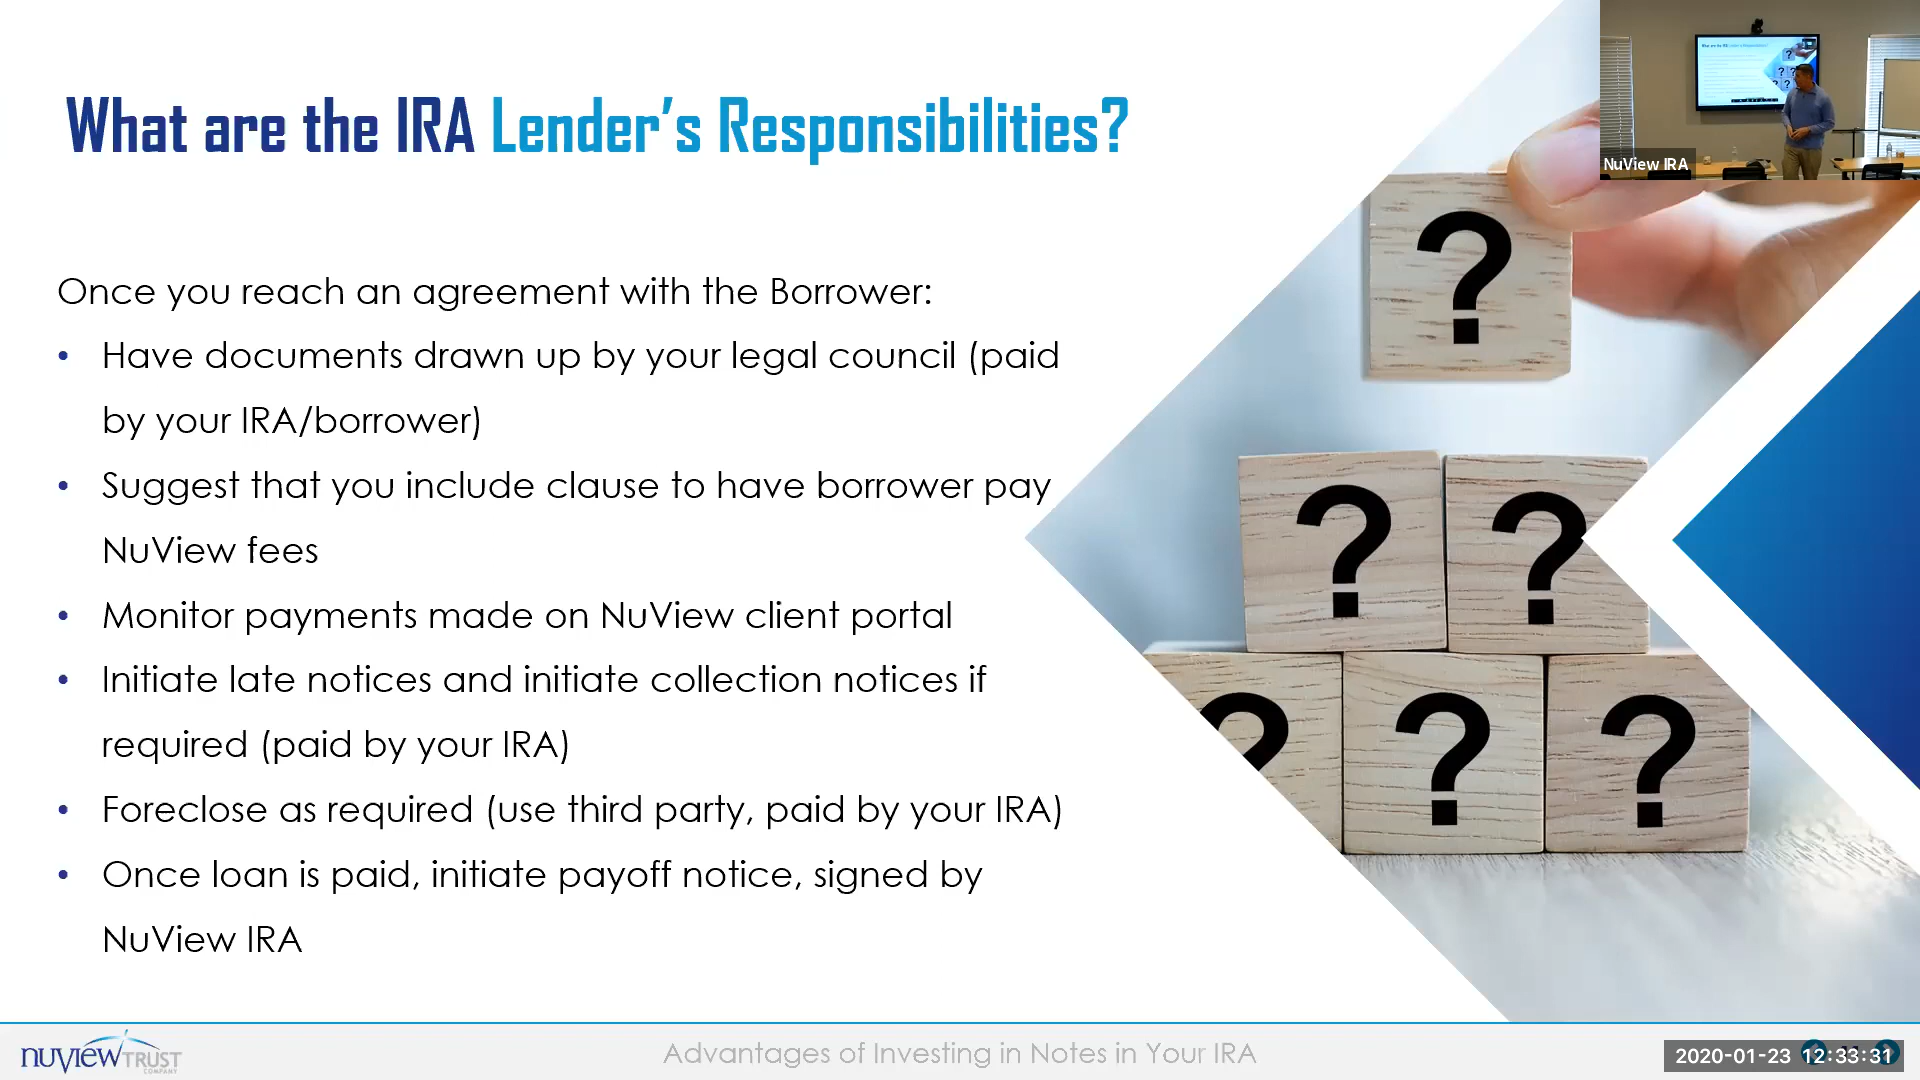 What are the IRA Lender's Responsibilities?
NuView IRA
Once you reach an agreement with the Borrower:
• Have documents drawn up by your legal council (paid
by your IRA/borrower)
• Suggest that you include clause to have borrower pay
NuView fees
• Monitor payments made on NuView client portal
• Initiate late notices and initiate collection notices if
required (paid by your IRA)
• Foreclose as required (use third party, paid by your IRA)
• Once loan is paid, initiate payoff notice, signed by
NuView IRA
?
? ?
? ? ?
nuVIEW TRUST
COMPANY
Advantages of Investing in Notes in Your IRA
2020-01-23 12:33:31